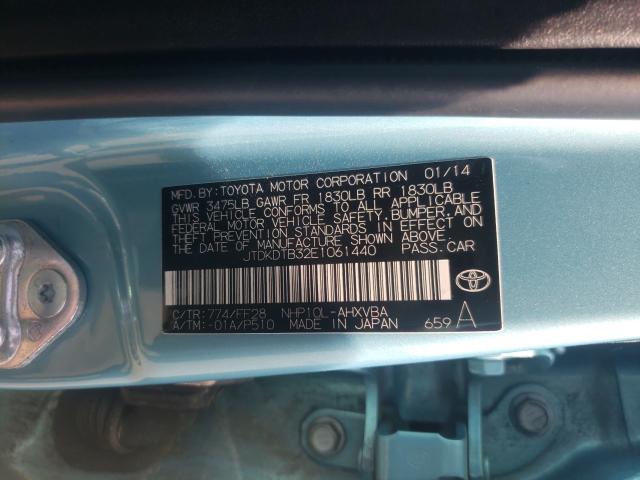 MFD. BY: TOYOTA MOTOR CORPORATION 01/14
GVWR 3475LB GAWR FR 1830LB RR 1830LB
THIS VEHICLE CONFORMS TO ALL APPLICABLE
FEDERAL MOTOR VEHICLE SAFETY, BUMPER, AND
THEFT PREVENTION STANDARDS IN EFFECT ON
THE DATE OF MANUFACTURE SHOWN ABOVE.
JTDKDTB32E1061440 PASS. CAR
C/TR: 774/FF28 NHP10L-AHXVBA
A/TM: -01A/P510 MADE IN JAPAN 659 A